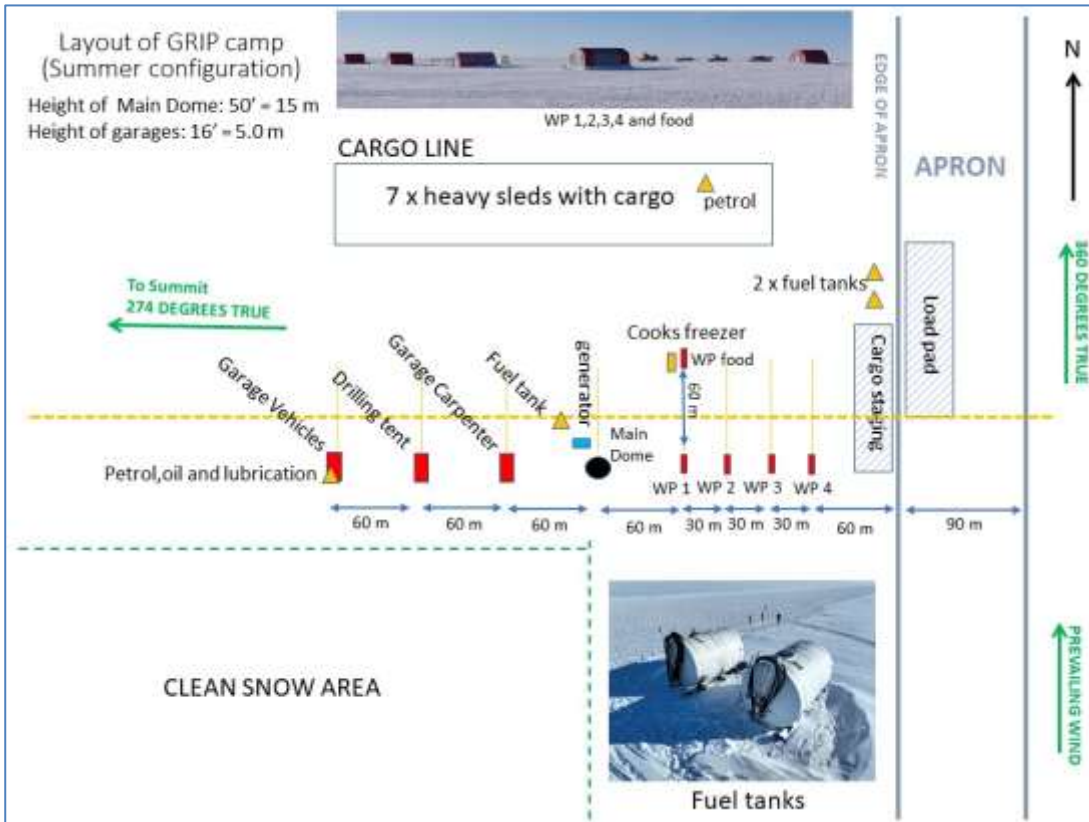 Layout of GRIP camp
(Summer configuration)
Height of Main Dome: 50' = 15 m
Height of garages: 16' = 5.0 m
WP 1,2,3,4 and food
EDGE OF APRON
APRON
N
CARGO LINE
7 x heavy sleds with cargo
petrol
360 DEGREES TRUE
To Summit
274 DEGREES TRUE
2 x fuel tanks
Load pad
Cargo staging
Cooks freezer
WP food
60 m
Garage Vehicles
Drilling tent
Garage Carpenter
Fuel tank
generator
Main
Dome
Petrol,oil and lubrication
WP 1
WP 2
WP 3
WP 4
60 m
60 m
60 m
60 m
30 m
30 m
30 m
60 m
90 m
CLEAN SNOW AREA
Fuel tanks
PREVAILING WIND